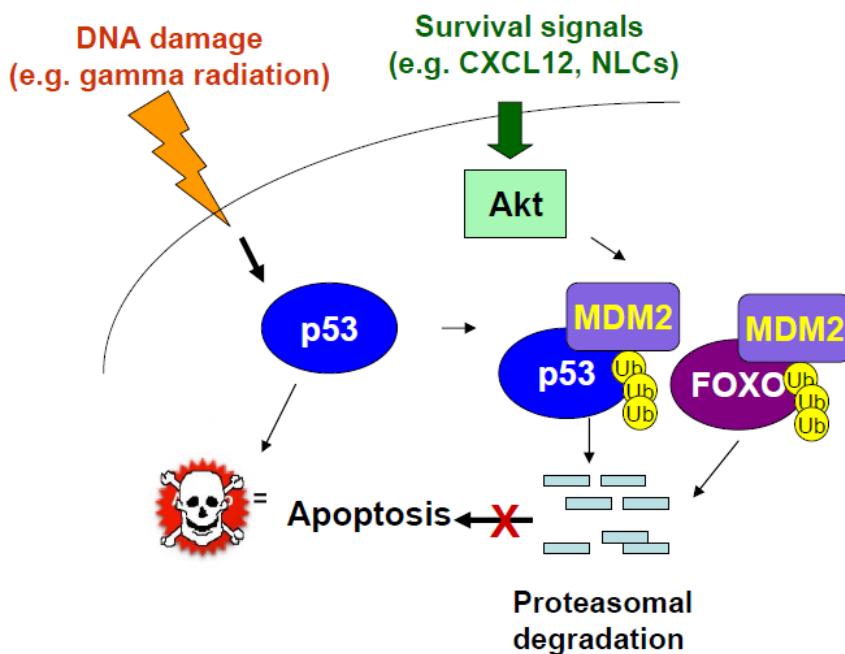 DNA damage
(e.g. gamma radiation)
Survival signals
(e.g. CXCL12, NLCs)
Akt
p53
MDM2
p53
Ub
Ub
Ub
MDM2
FOXO
Ub
Ub
Ub
= Apoptosis
X
Proteasomal
degradation